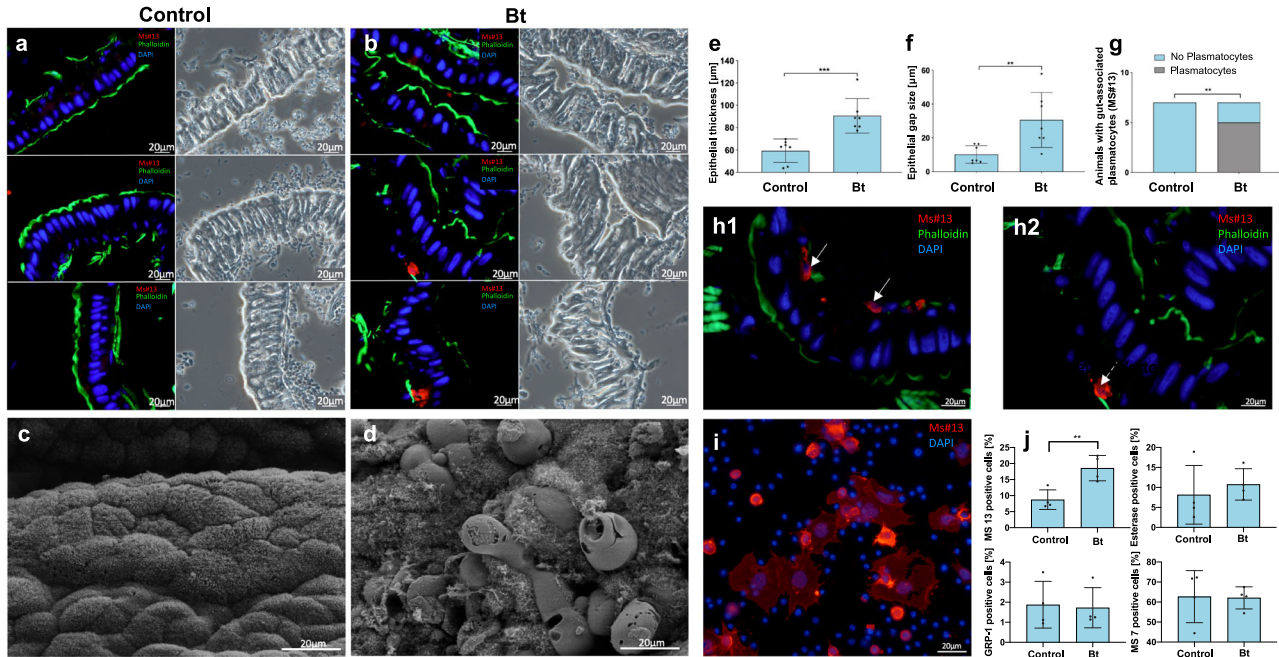 Control
Bt
a
Ms#13
Phalloidin
DAPI
20µm
20µm
Ms#13
Phalloidin
DAPI
20µm
20µm
Ms#13
Phalloidin
DAPI
20µm
20µm
b
Ms#13
Phalloidin
DAPI
20µm
20µm
Ms#13
Phalloidin
DAPI
20µm
20µm
Ms#13
Phalloidin
DAPI
20µm
20µm
c
20µm
d
20µm
e
Epithelial thickness [µm]
140
120
100
80
60
40
***
Control
Bt
f
Epithelial gap size [µm]
60
40
20
0
**
Control
Bt
g
No Plasmatocytes
Plasmatocytes
Animals with gut-associated
plasmatocytes (MS#13)
10
5
0
**
Control
Bt
h1
Ms#13
Phalloidin
DAPI
20µm
h2
Ms#13
Phalloidin
DAPI
20µm
i
Ms#13
DAPI
20µm
j
MS 13 positive cells [%]
25
20
15
10
5
0
**
Control
Bt
Esterase positive cells [%]
20
15
10
5
0
Control
Bt
GRP-1 positive cells [%]
4
3
2
1
0
Control
Bt
MS 7 positive cells [%]
80
70
60
50
40
Control
Bt